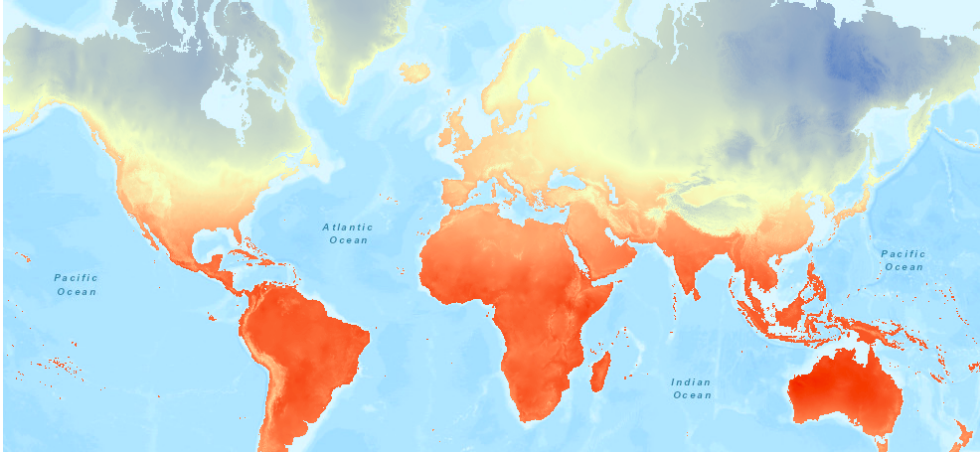 Atlantic
Ocean
Pacific
Ocean
Pacific
Ocean
Indian
Ocean